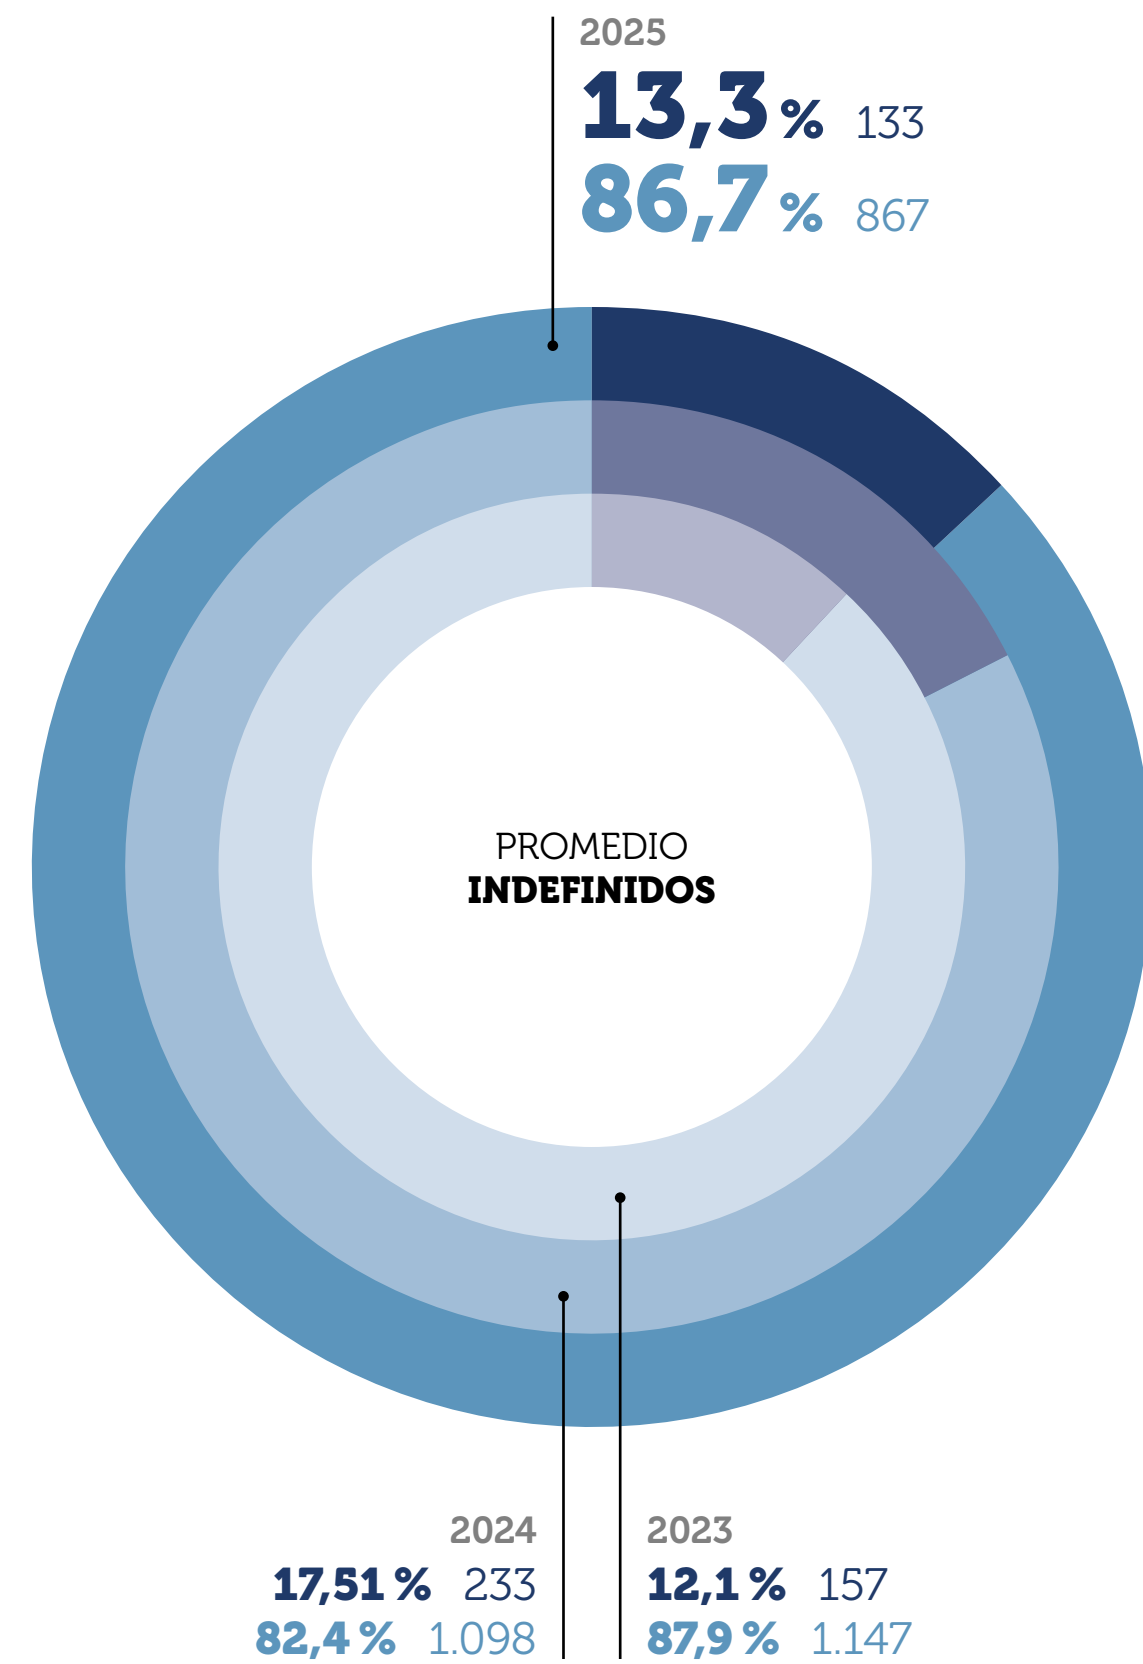 2025
13,3 % 133
86,7 % 867
PROMEDIO
INDEFINIDOS
2024
17,51 % 233
82,4 % 1.098
2023
12,1 % 157
87,9 % 1.147